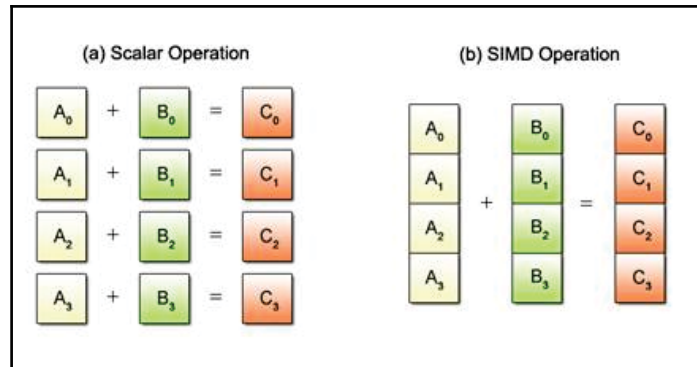 (a) Scalar Operation
A₀ + B₀ = C₀
A₁ + B₁ = C₁
A₂ + B₂ = C₂
A₃ + B₃ = C₃
(b) SIMD Operation
A₀ B₀ C₀
A₁ B₁ C₁
+ =
A₂ B₂ C₂
A₃ B₃ C₃